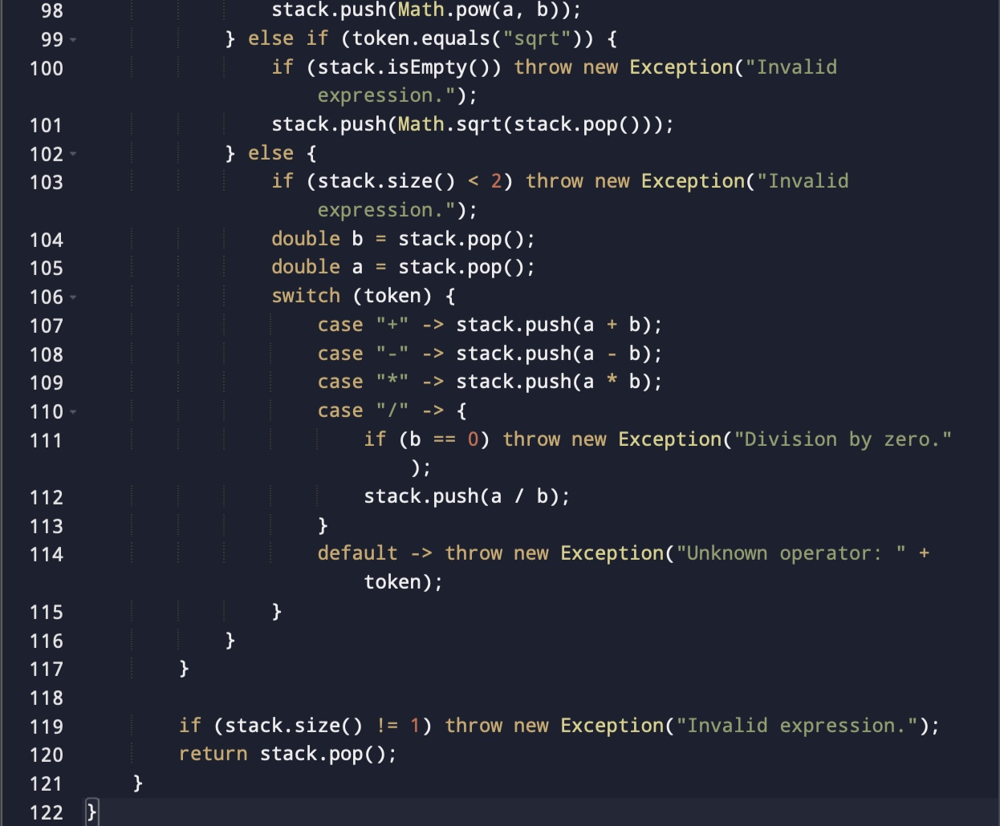 98 stack.push(Math.pow(a, b));
99 } else if (token.equals("sqrt")) {
100 if (stack.isEmpty()) throw new Exception("Invalid
expression.");
101 stack.push(Math.sqrt(stack.pop()));
102 } else {
103 if (stack.size() < 2) throw new Exception("Invalid
expression.");
104 double b = stack.pop();
105 double a = stack.pop();
106 switch (token) {
107 case "+" -> stack.push(a + b);
108 case "-" -> stack.push(a - b);
109 case "*" -> stack.push(a * b);
110 case "/" -> {
111 if (b == 0) throw new Exception("Division by zero."
);
112 stack.push(a / b);
113 }
114 default -> throw new Exception("Unknown operator: " +
token);
115 }
116 }
117 }
118
119 if (stack.size() != 1) throw new Exception("Invalid expression.");
120 return stack.pop();
121 }
122 }